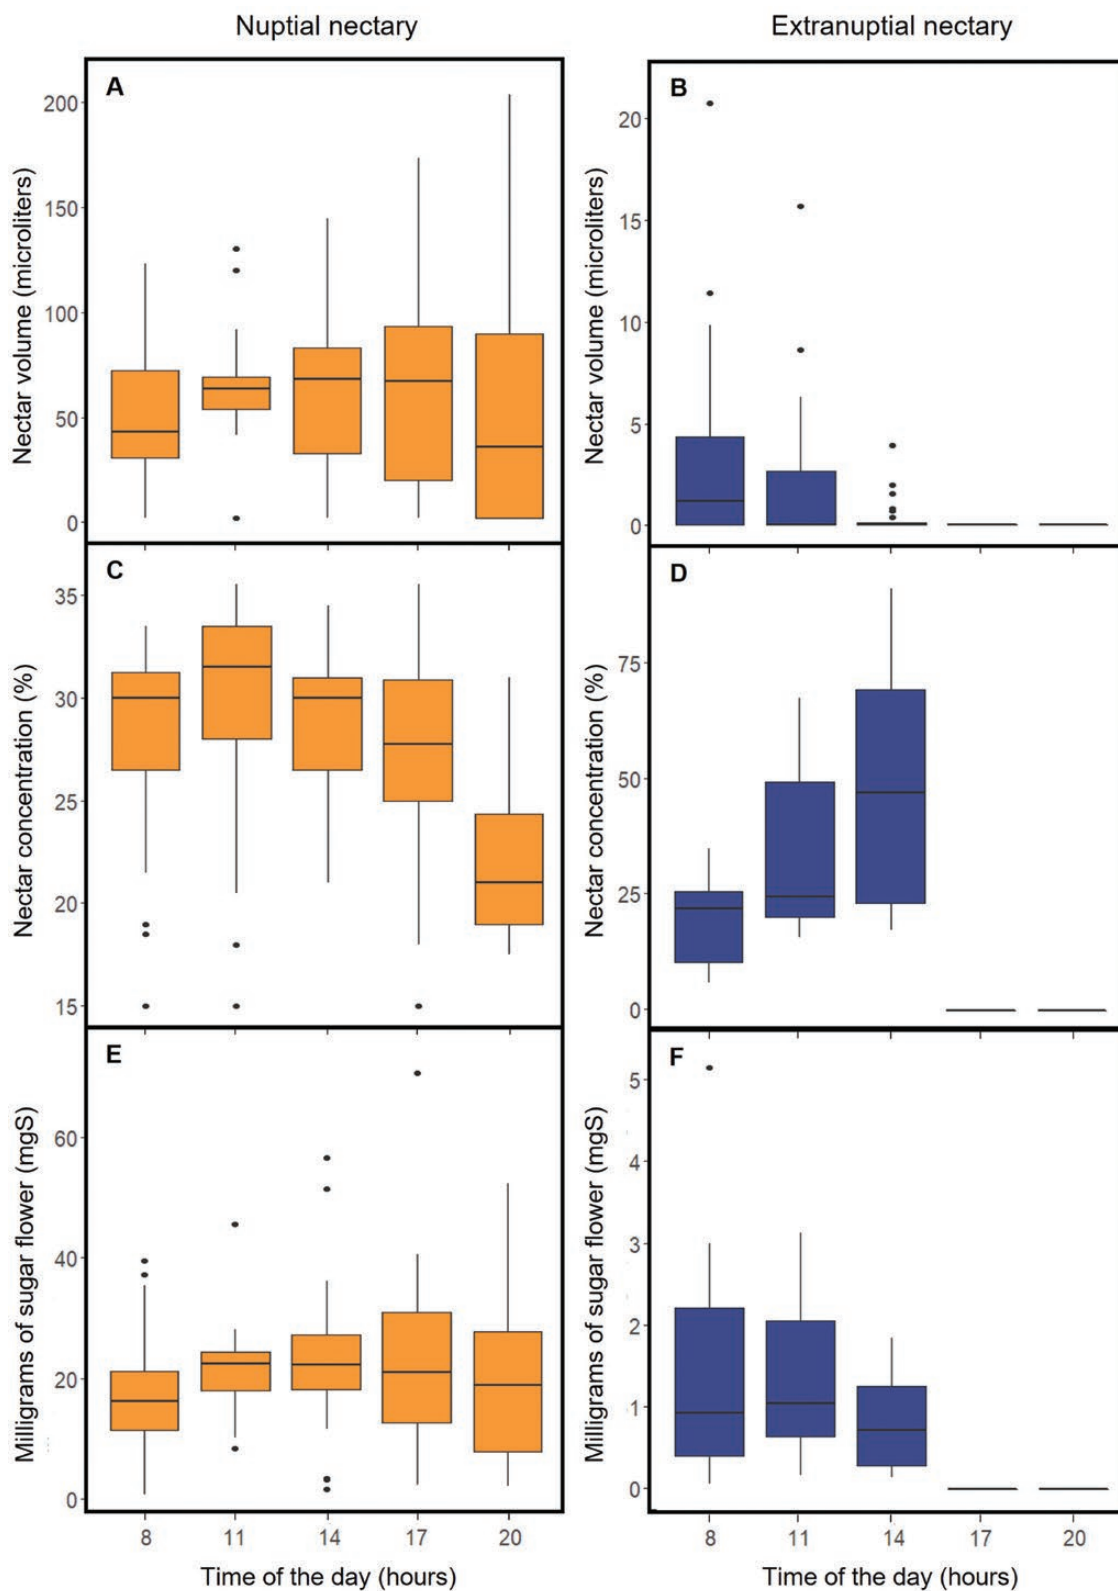 Nuptial nectary
Extranuptial nectary
A
Nectar volume (microliters)
200
150
100
50
0
B
Nectar volume (microliters)
20
15
10
5
0
C
Nectar concentration (%)
35
30
25
20
15
D
Nectar concentration (%)
75
50
25
0
E
Milligrams of sugar flower (mgS)
60
40
20
0
F
Milligrams of sugar flower (mgS)
5
4
3
2
1
0
8 11 14 17 20
Time of the day (hours)
8 11 14 17 20
Time of the day (hours)